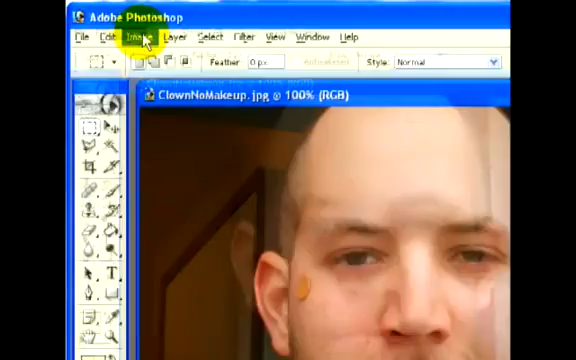 Adobe Photoshop
File Edit Image Layer Select Filter View Window Help
Feather 0 px Style: Normal
ClownNoMakeup.jpg @ 100% (RGB)
T